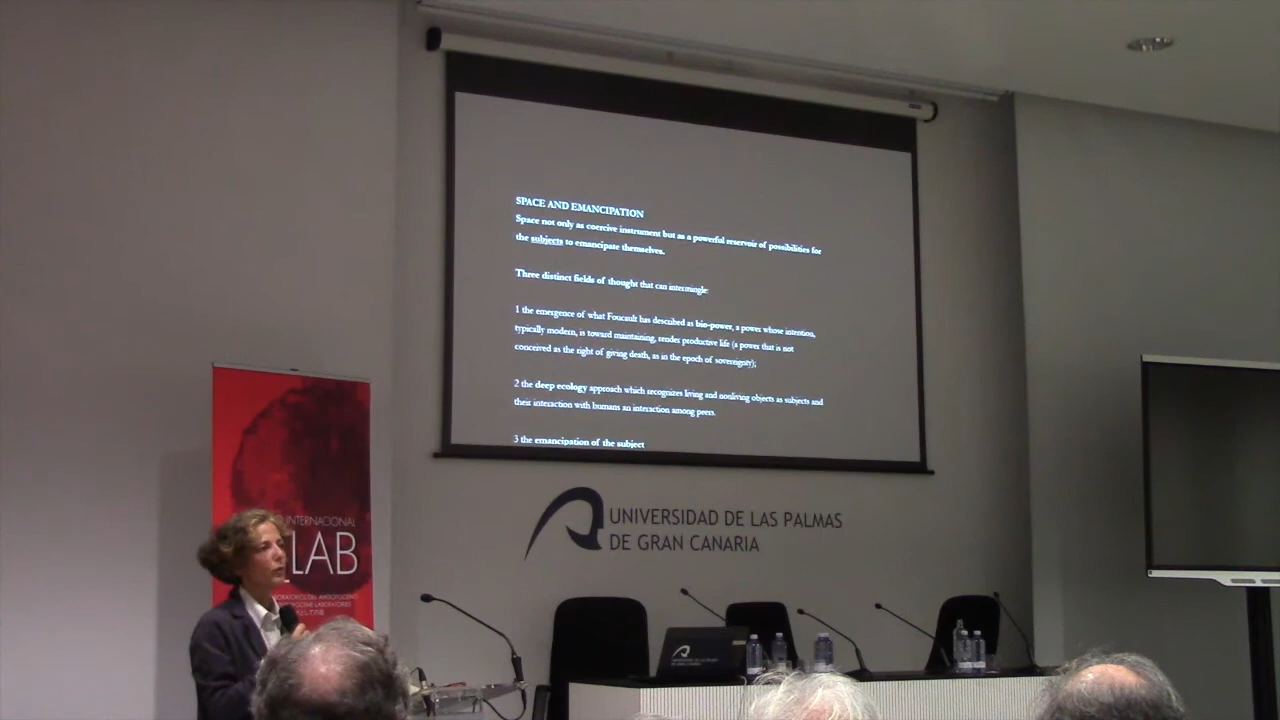 SPACE AND EMANCIPATION
Space not only as coercive instrument but as a powerful reservoir of possibilities for
the subjects to emancipate themselves.
Three distinct fields of thought that can intermingle
1 the emergence of what Foucault has described as bio-power, a power whose intention,
typically modern, is toward maintaining, render productive life (a power that is not
conceived as the right of giving death, as in the epoch of sovereignty);
2 the deep ecology approach which recognizes living and nonliving objects as subjects and
their interaction with humans an interaction among peers.
3 the emancipation of the subject
UNIVERSIDAD DE LAS PALMAS
DE GRAN CANARIA
INTERNACIONAL
LAB